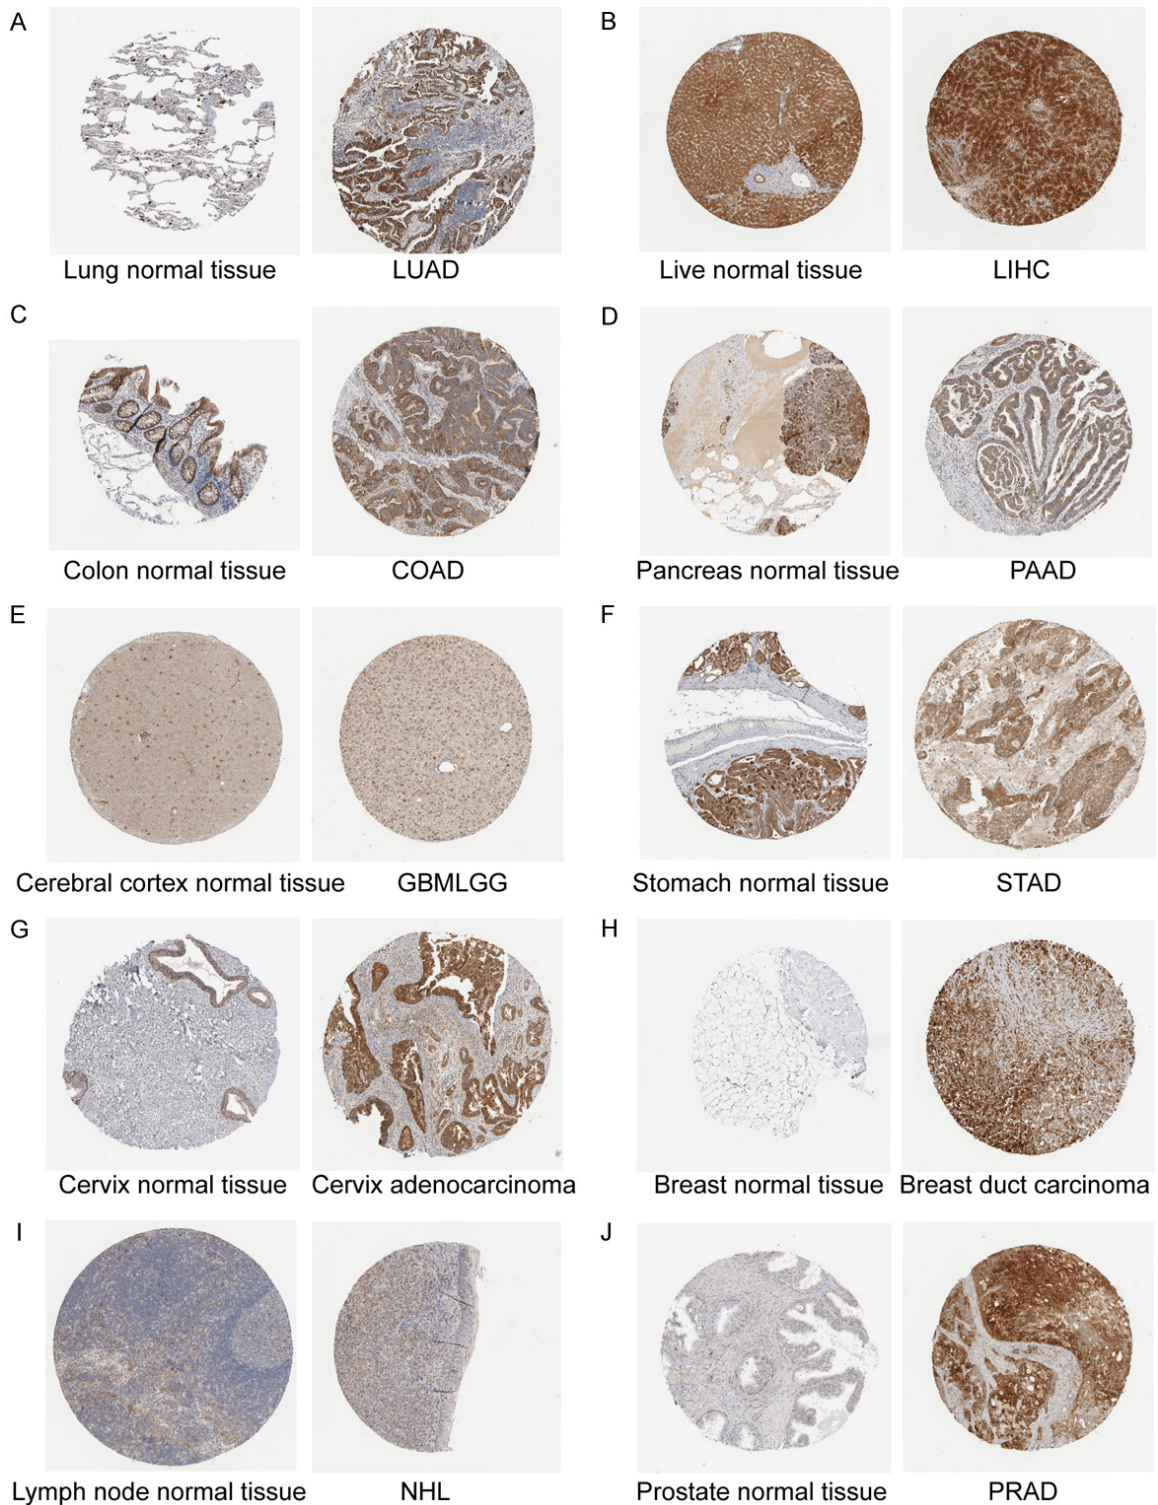 A
B
Lung normal tissue
LUAD
Live normal tissue
LIHC
C
D
Colon normal tissue
COAD
Pancreas normal tissue
PAAD
E
F
Cerebral cortex normal tissue
GBMLGG
Stomach normal tissue
STAD
G
H
Cervix normal tissue
Cervix adenocarcinoma
Breast normal tissue
Breast duct carcinoma
I
J
Lymph node normal tissue
NHL
Prostate normal tissue
PRAD